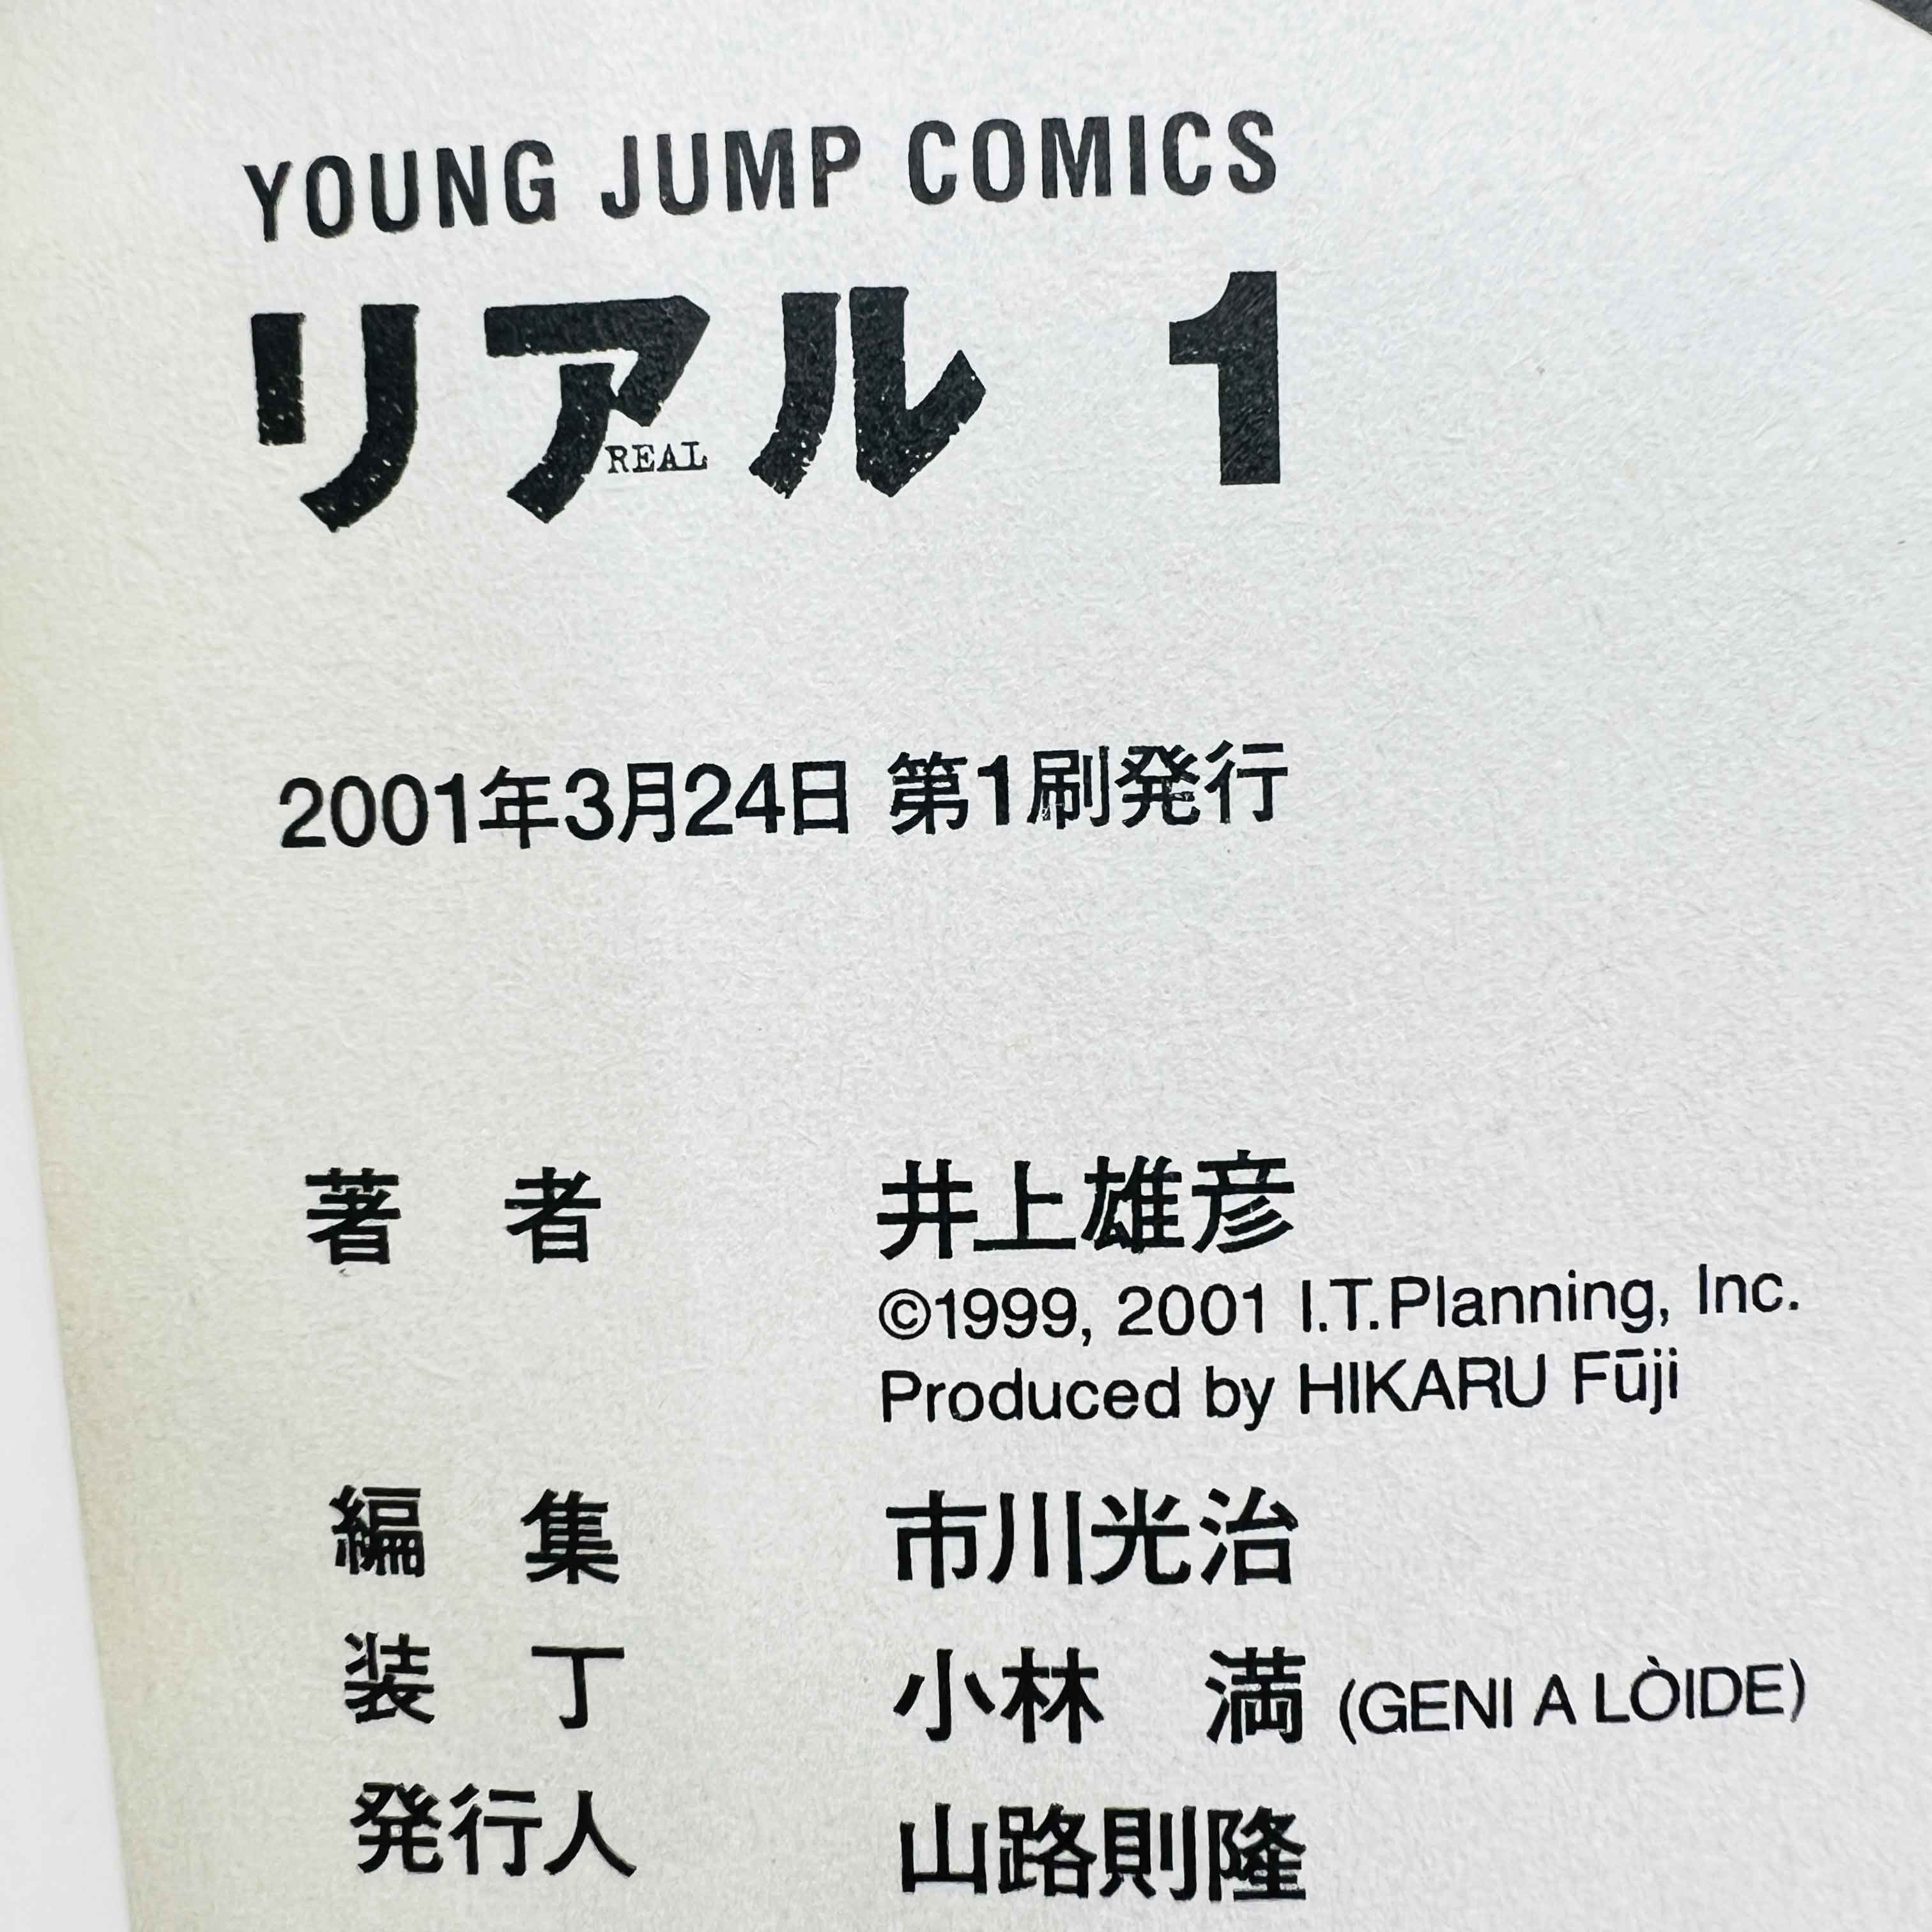 YOUNG JUMP COMICS
リアル 1
REAL
2001年3月24日 第1刷発行
著 者 井上雄彦
©1999, 2001 I.T.Planning, Inc.
Produced by HIKARU Fūji
編 集 市川光治
装 丁 小林 満 (GENI A LÒIDE)
発行人 山路則隆